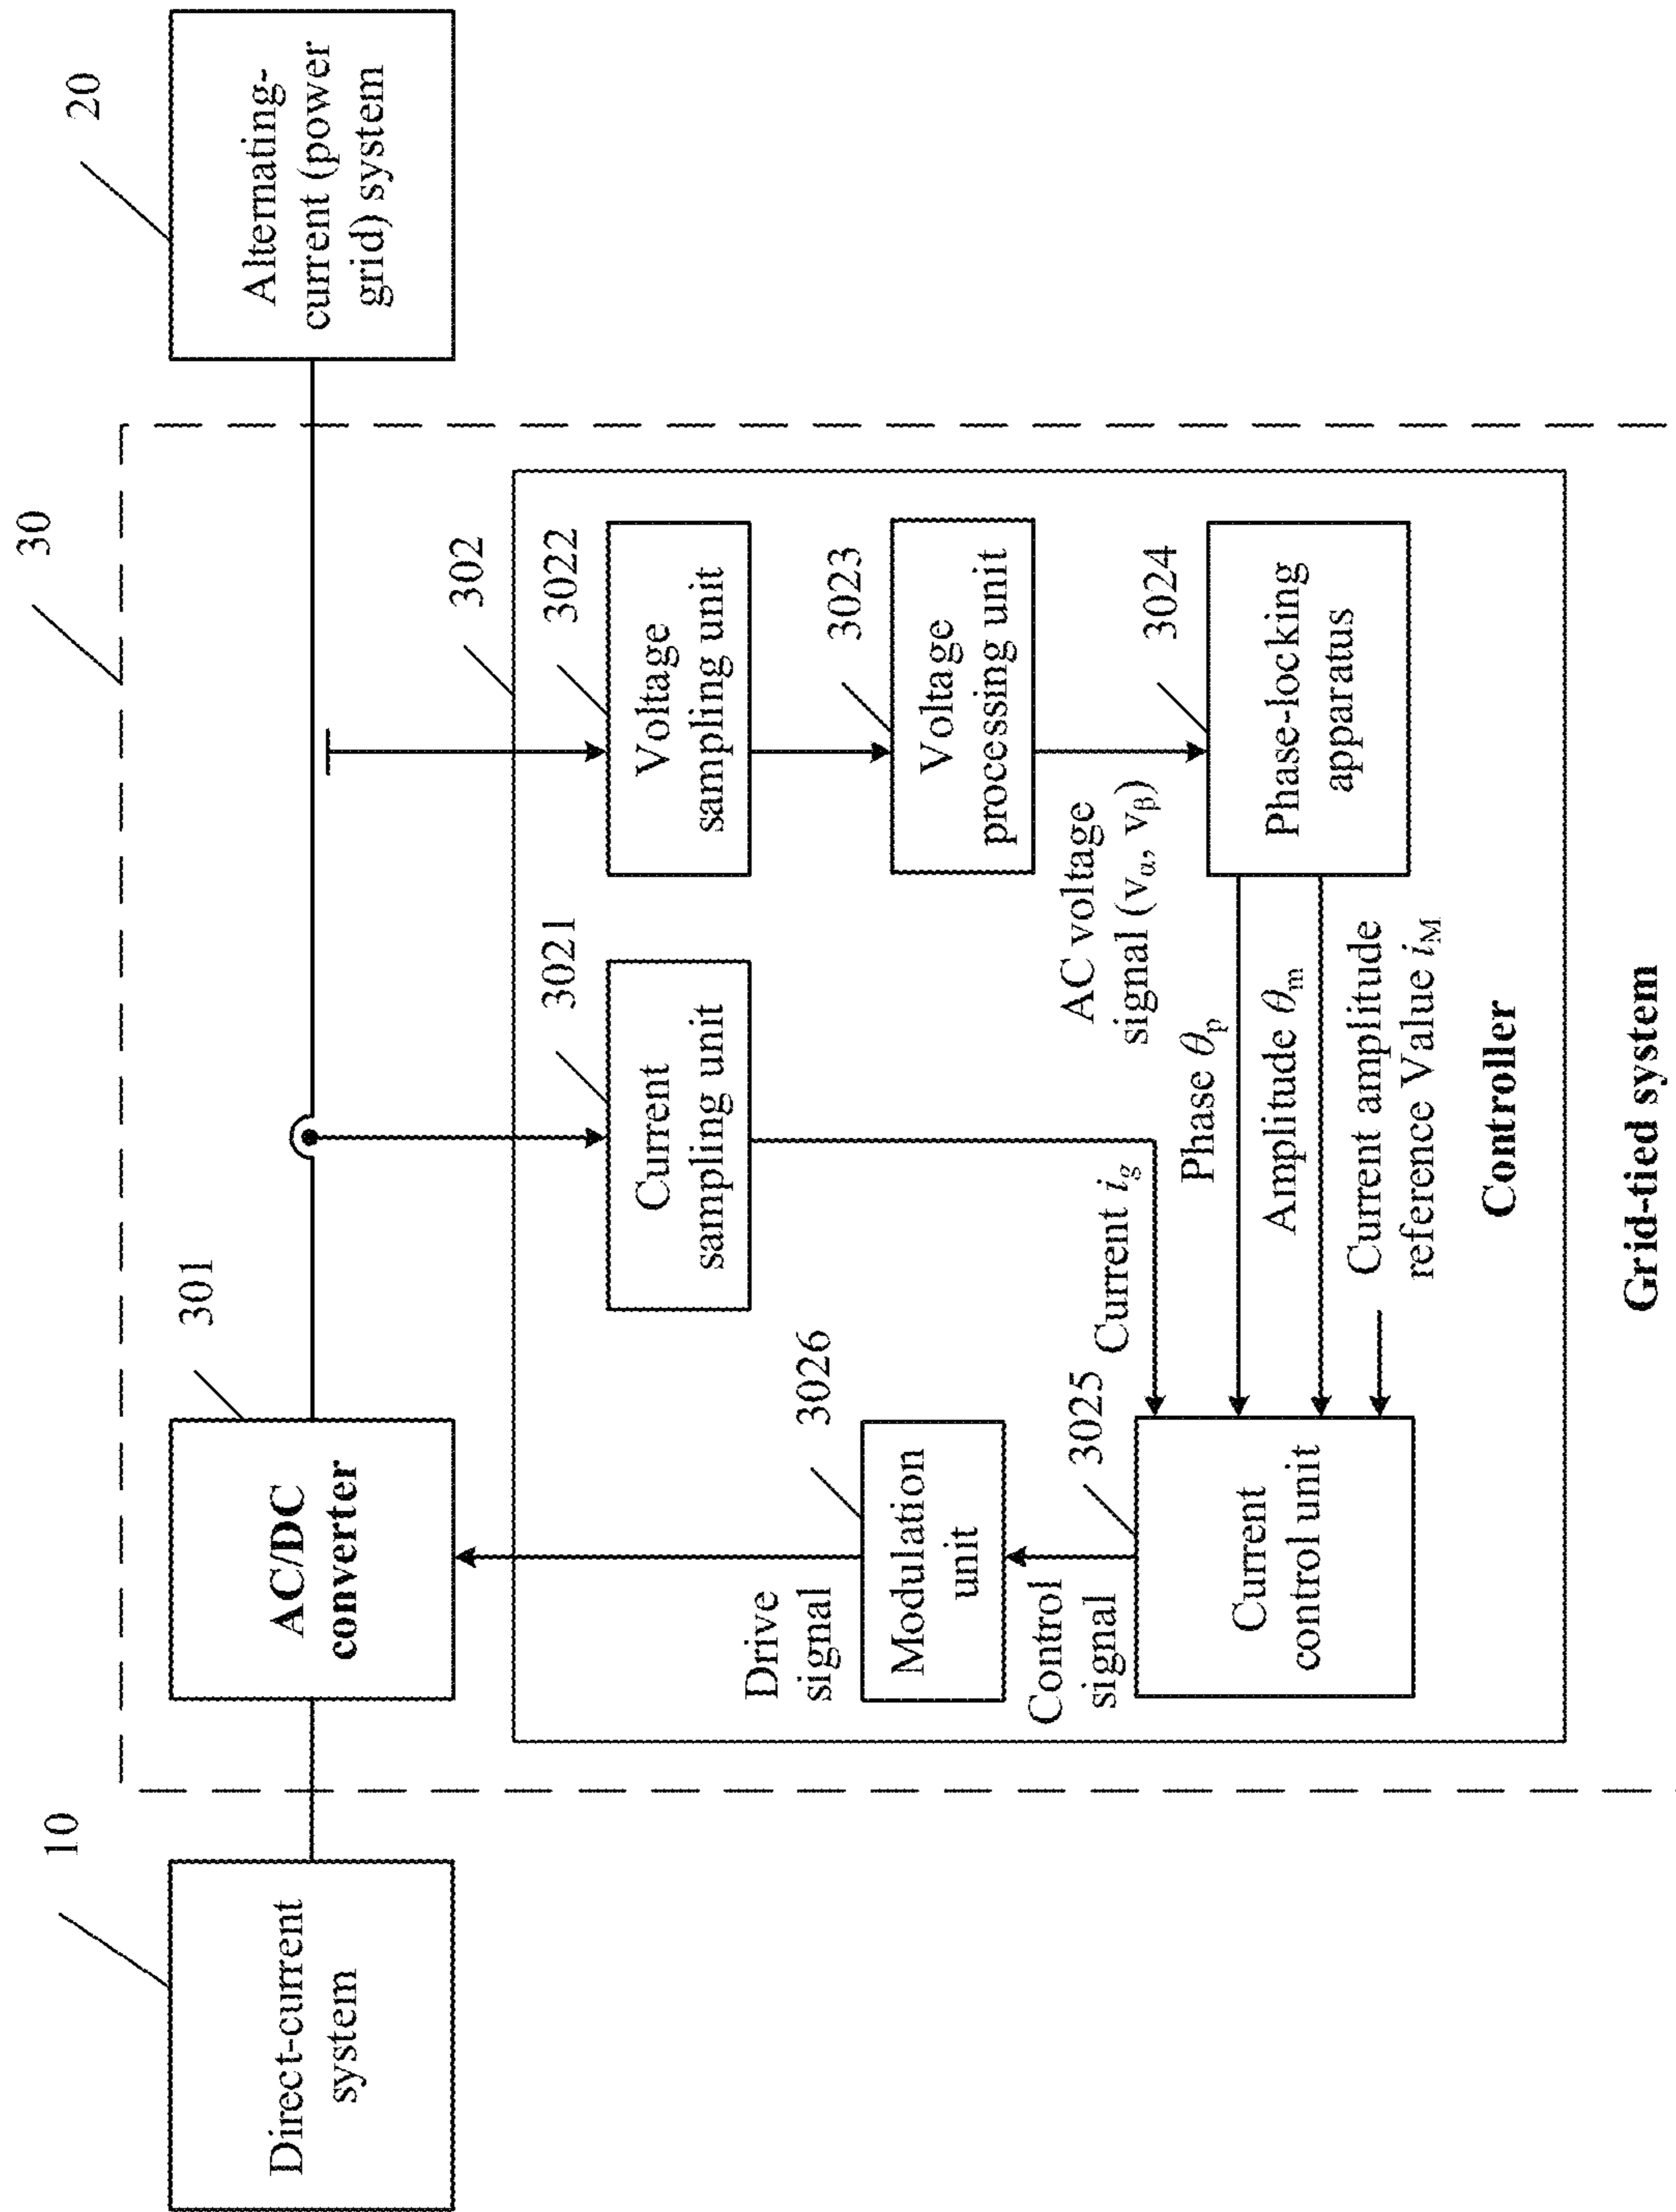 10
Direct-current
system
30
301
AC/DC
converter
20
Alternating-
current (power
grid) system
302
3021
Current
sampling unit
3022
Voltage
sampling unit
3023
Voltage
processing unit
AC voltage
signal (vα, vβ)
3024
Phase-locking
apparatus
3026
Modulation
unit
Drive
signal
Control
signal
3025
Current
control unit
Current ig
Phase θp
Amplitude θm
Current amplitude
reference Value iM
Controller
Grid-tied system